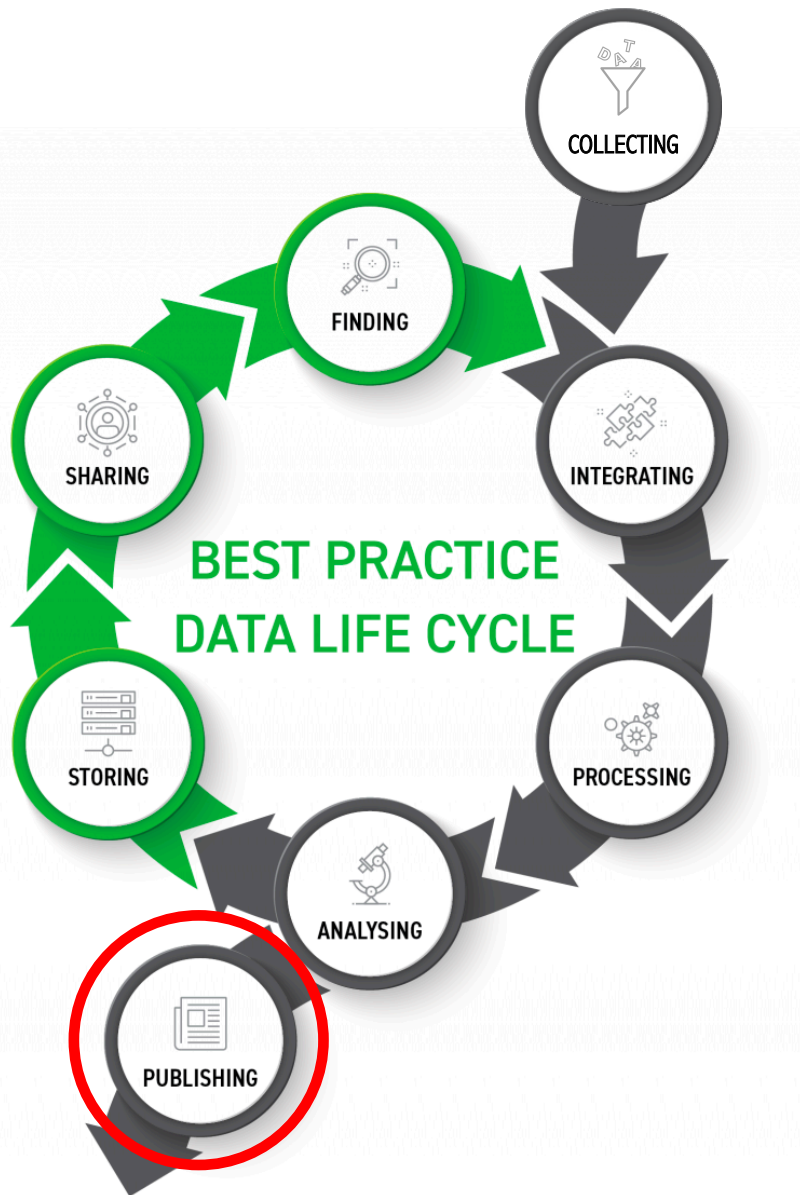 DATA
COLLECTING
FINDING
SHARING
INTEGRATING
BEST PRACTICE
DATA LIFE CYCLE
STORING
PROCESSING
ANALYSING
PUBLISHING